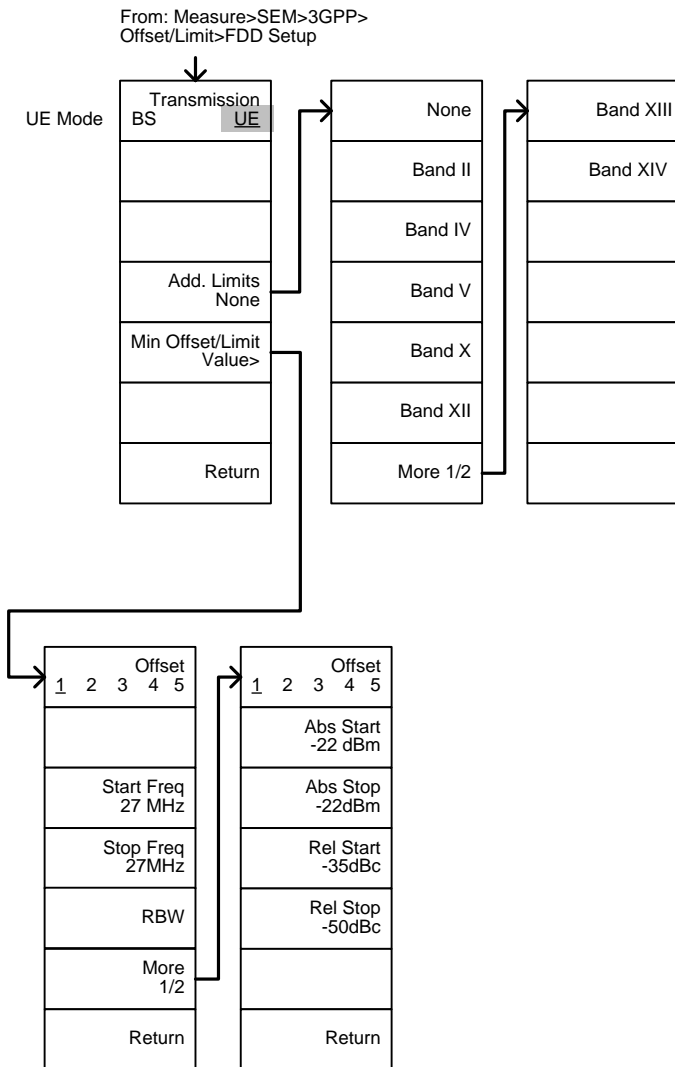 From: Measure>SEM>3GPP>
Offset/Limit>FDD Setup
UE Mode
Transmission
BS UE
Add. Limits
None
Min Offset/Limit
Value>
Return
None
Band II
Band IV
Band V
Band X
Band XII
More 1/2
Band XIII
Band XIV
Offset
1 2 3 4 5
Start Freq
27 MHz
Stop Freq
27MHz
RBW
More
1/2
Return
Offset
1 2 3 4 5
Abs Start
-22 dBm
Abs Stop
-22dBm
Rel Start
-35dBc
Rel Stop
-50dBc
Return